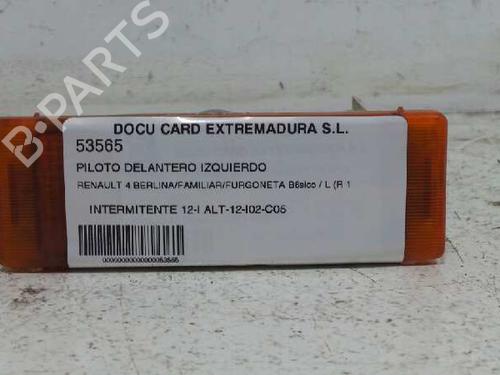 B-PARTS
DOCU CARD EXTREMADURA S.L.
53565
PILOTO DELANTERO IZQUIERDO
RENAULT 4 BERLINA/FAMILIAR/FURGONETA Básico / L (R 1
INTERMITENTE 12-I ALT-12-I02-C05